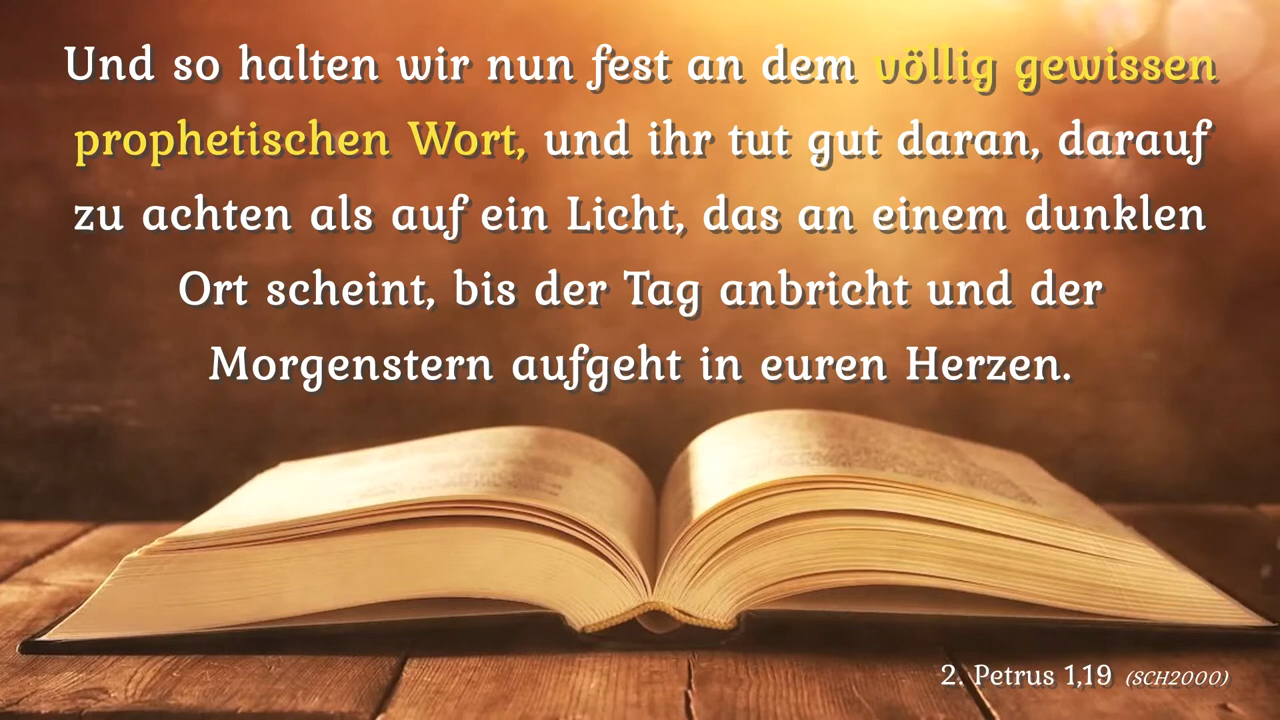 Und so halten wir nun fest an dem völlig gewissen
prophetischen Wort, und ihr tut gut daran, darauf
zu achten als auf ein Licht, das an einem dunklen
Ort scheint, bis der Tag anbricht und der
Morgenstern aufgeht in euren Herzen.
2. Petrus 1,19 (SCH2000)